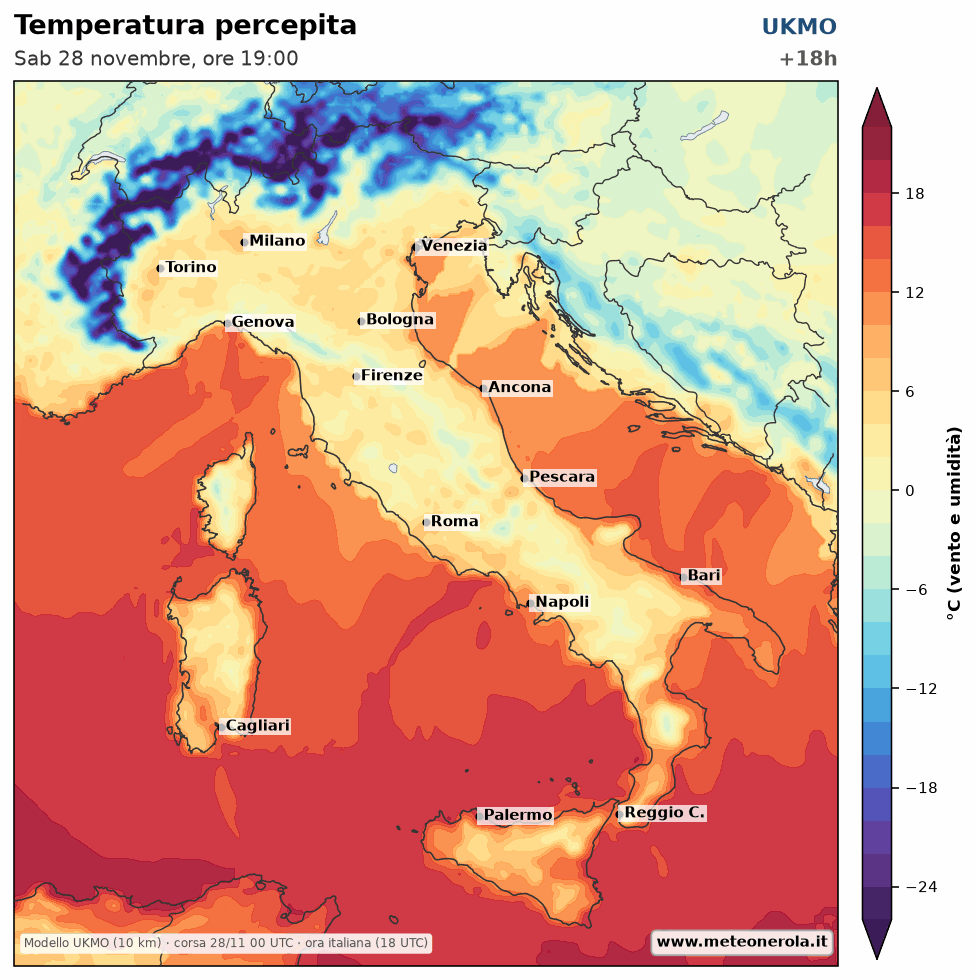 Temperatura percepita
UKMO
Sab 28 novembre, ore 19:00
+18h
Milano
Venezia
Torino
Genova
Bologna
Firenze
Ancona
Pescara
Roma
Bari
Napoli
Cagliari
Palermo
Reggio C.
18
12
6
0
−6
−12
−18
−24
°C (vento e umidità)
Modello UKMO (10 km) · corsa 28/11 00 UTC · ora italiana (18 UTC)
www.meteonerola.it